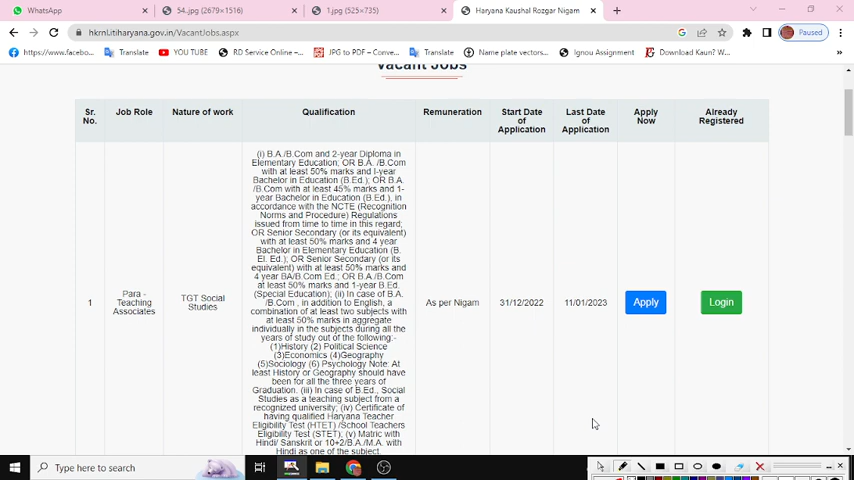 WhatsApp
54.jpg (2679×1516)
1.jpg (525×735)
Haryana Kaushal Rozgar Nigam
hkrnl.itiharyana.gov.in/VacantJobs.aspx
Paused
https://www.facebo...
Translate
YOU TUBE
RD Service Online...
JPG to PDF – Conve...
Translate
Name plate vectors...
Ignou Assignment
Download Kaun? W...
Vacant Jobs
Sr. No.
Job Role
Nature of work
Qualification
Remuneration
Start Date of Application
Last Date of Application
Apply Now
Already Registered
1
Para - Teaching Associates
TGT Social Studies
(i) B.A./B.Com and 2-year Diploma in
Elementary Education; OR B.A. /B.Com
with at least 50% marks and I-year
Bachelor in Education (B.Ed.); OR B.A.
/B.Com with at least 45% marks and 1-
year Bachelor in Education (B.Ed.), in
accordance with the NCTE (Recognition
Norms and Procedure) Regulations
issued from time to time in this regard;
OR Senior Secondary (or its equivalent)
with at least 50% marks and 4 year
Bachelor in Elementary Education (B.
El. Ed.); OR Senior Secondary (or its
equivalent) with at least 50% marks and
4 year BA/B.Com Ed.; OR B.A./B.Com
at least 50% marks and 1-year B.Ed.
(Special Education); (ii) In case of B.A.
/B.Com , in addition to English, a
combination of at least two subjects with
at least 50% marks in aggregate
individually in the subjects during all the
years of study out of the following:-
(1)History (2) Political Science
(3)Economics (4)Geography
(5)Sociology (6) Psychology Note: At
least History or Geography should have
been for all the three years of
Graduation. (iii) In case of B.Ed., Social
Studies as a teaching subject from a
recognized university; (iv) Certificate of
having qualified Haryana Teacher
Eligibility Test (HTET) /School Teachers
Eligibility Test (STET); (v) Matric with
Hindi/ Sanskrit or 10+2/B.A./M.A. with
Hindi as one of the subject.
As per Nigam
31/12/2022
11/01/2023
Apply
Login
Type here to search